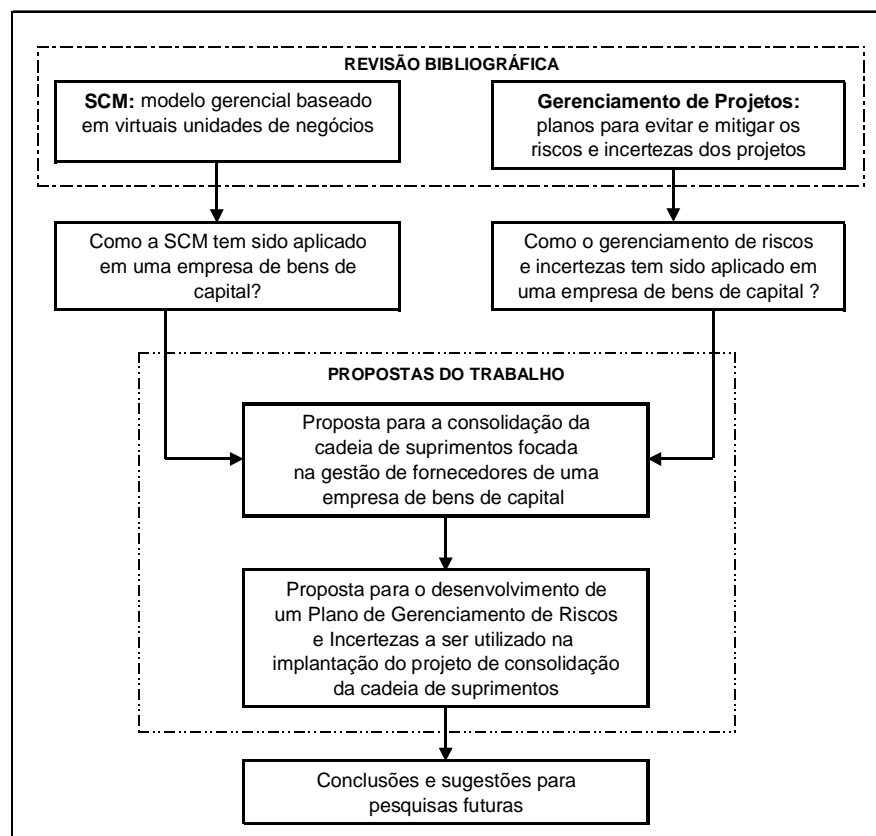 REVISÃO BIBLIOGRÁFICA
SCM: modelo gerencial baseado
em virtuais unidades de negócios
Gerenciamento de Projetos:
planos para evitar e mitigar os
riscos e incertezas dos projetos
Como a SCM tem sido aplicado
em uma empresa de bens de
capital?
Como o gerenciamento de riscos
e incertezas tem sido aplicado em
uma empresa de bens de capital ?
PROPOSTAS DO TRABALHO
Proposta para a consolidação da
cadeia de suprimentos focada
na gestão de fornecedores de uma
empresa de bens de capital
Proposta para o desenvolvimento de
um Plano de Gerenciamento de Riscos
e Incertezas a ser utilizado na
implantação do projeto de consolidação
da cadeia de suprimentos
Conclusões e sugestões para
pesquisas futuras